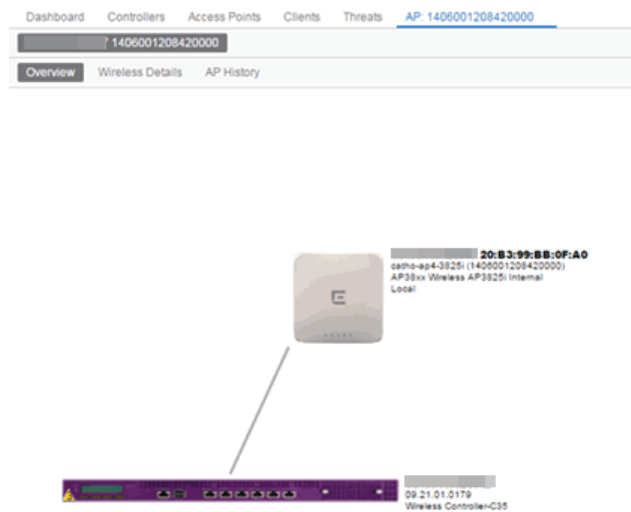 Dashboard Controllers Access Points Clients Threats AP: 1406001208420000
/ 1406001208420000
Overview Wireless Details AP History
20:B3:99:BB:0F:A0
catho-ap4-3825i (1406001208420000)
AP38xx Wireless AP3825i Internal
Local
09.21.01.0179
Wireless Controller-C35